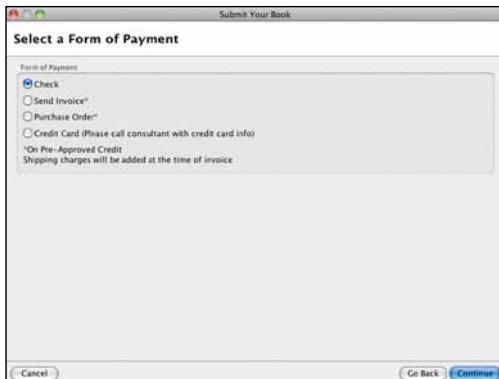 Submit Your Book
Select a Form of Payment
Form of Payment
Check
Send Invoice*
Purchase Order*
Credit Card (Please call consultant with credit card info)
*On Pre-Approved Credit
Shipping charges will be added at the time of invoice
Cancel Go Back Continue